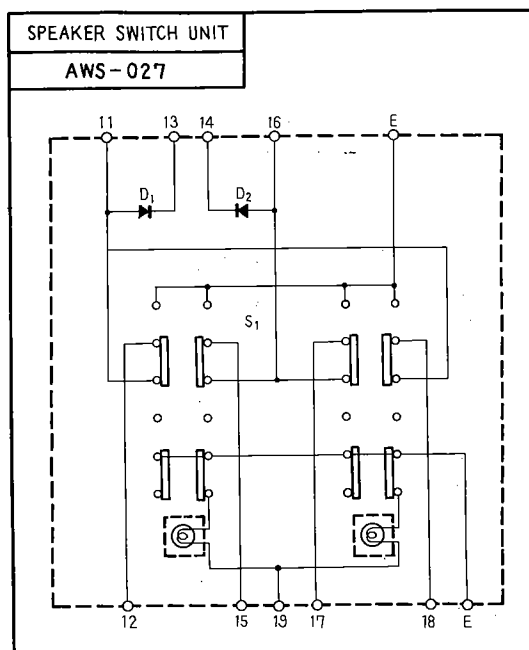 SPEAKER SWITCH UNIT
AWS-027
11 13 14 16 E
D1 D2
S1
12 15 19 17 18 E